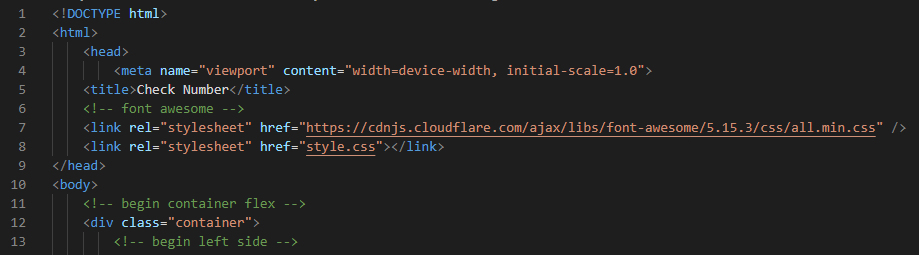 1 <!DOCTYPE html>
2 <html>
3 <head>
4 <meta name="viewport" content="width=device-width, initial-scale=1.0">
5 <title>Check Number</title>
6 <!-- font awesome -->
7 <link rel="stylesheet" href="https://cdnjs.cloudflare.com/ajax/libs/font-awesome/5.15.3/css/all.min.css" />
8 <link rel="stylesheet" href="style.css"></link>
9 </head>
10 <body>
11 <!-- begin container flex -->
12 <div class="container">
13 <!-- begin left side -->